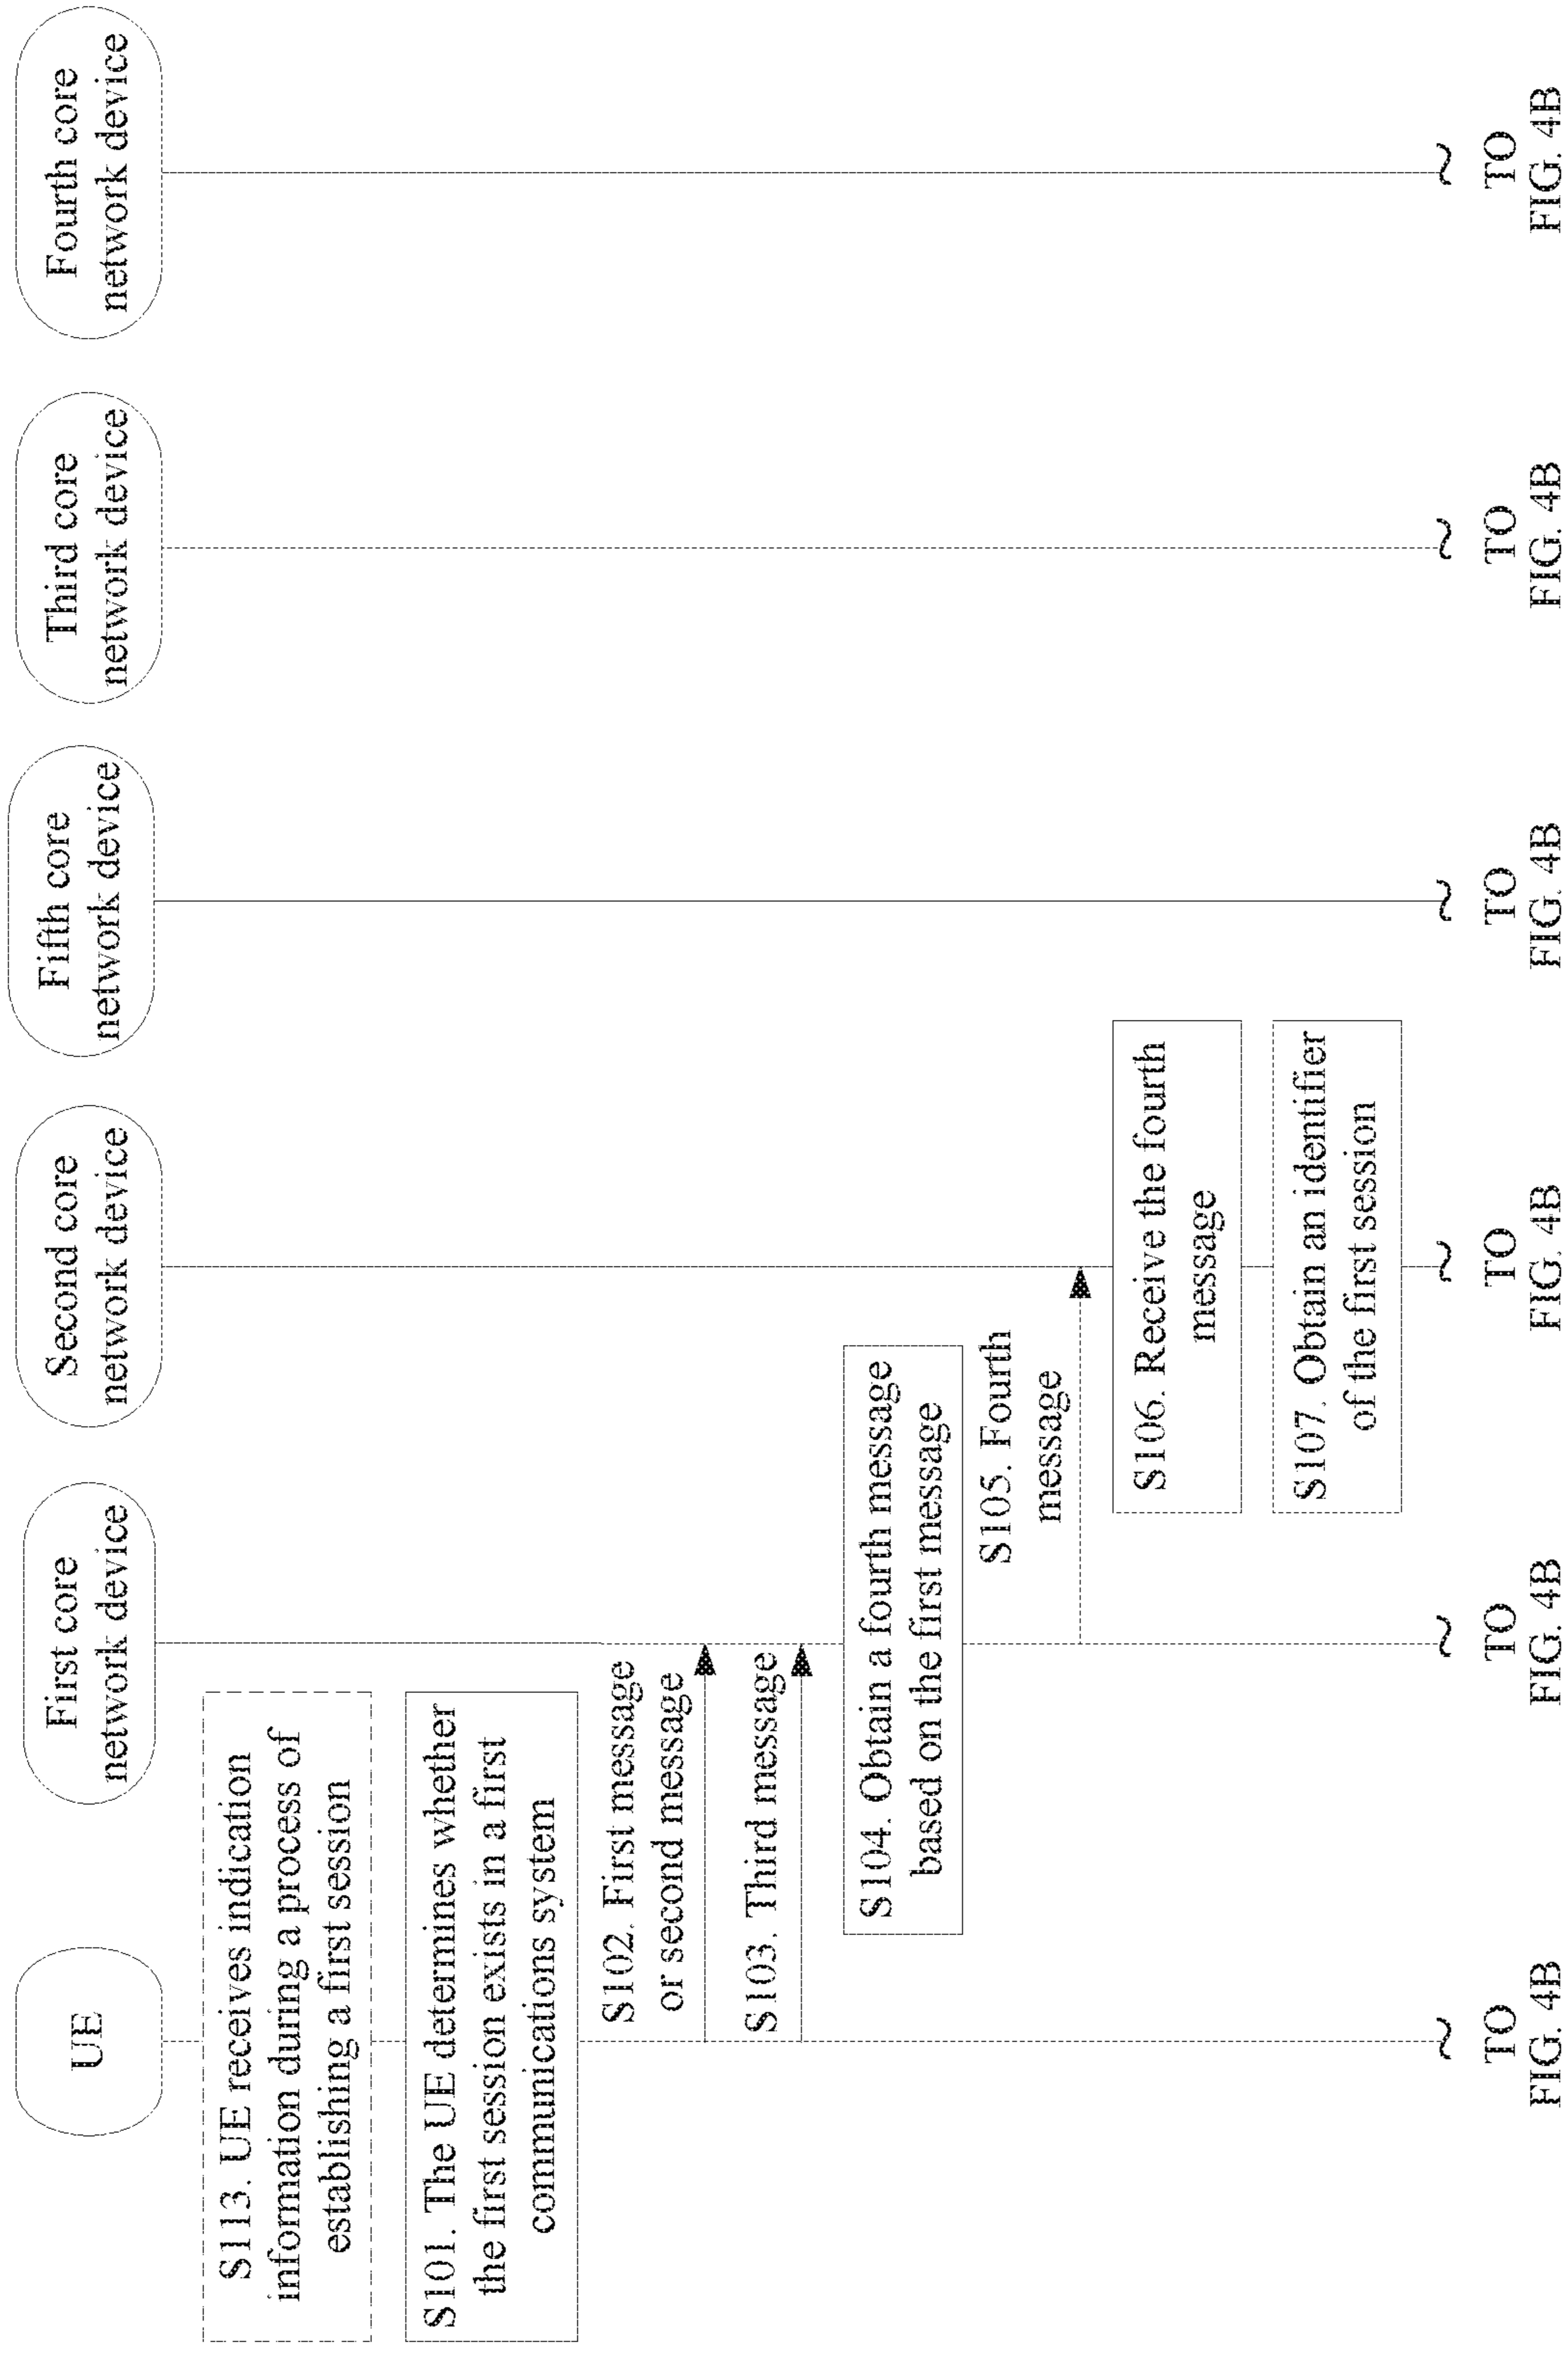 UE
First core
network device
Second core
network device
Fifth core
network device
Third core
network device
Fourth core
network device
S113. UE receives indication
information during a process of
establishing a first session
S101. The UE determines whether
the first session exists in a first
communications system
S102. First message
or second message
S103. Third message
S104. Obtain a fourth message
based on the first message
S105. Fourth
message
S106. Receive the fourth
message
S107. Obtain an identifier
of the first session
TO
FIG. 4B
TO
FIG. 4B
TO
FIG. 4B
TO
FIG. 4B
TO
FIG. 4B
TO
FIG. 4B